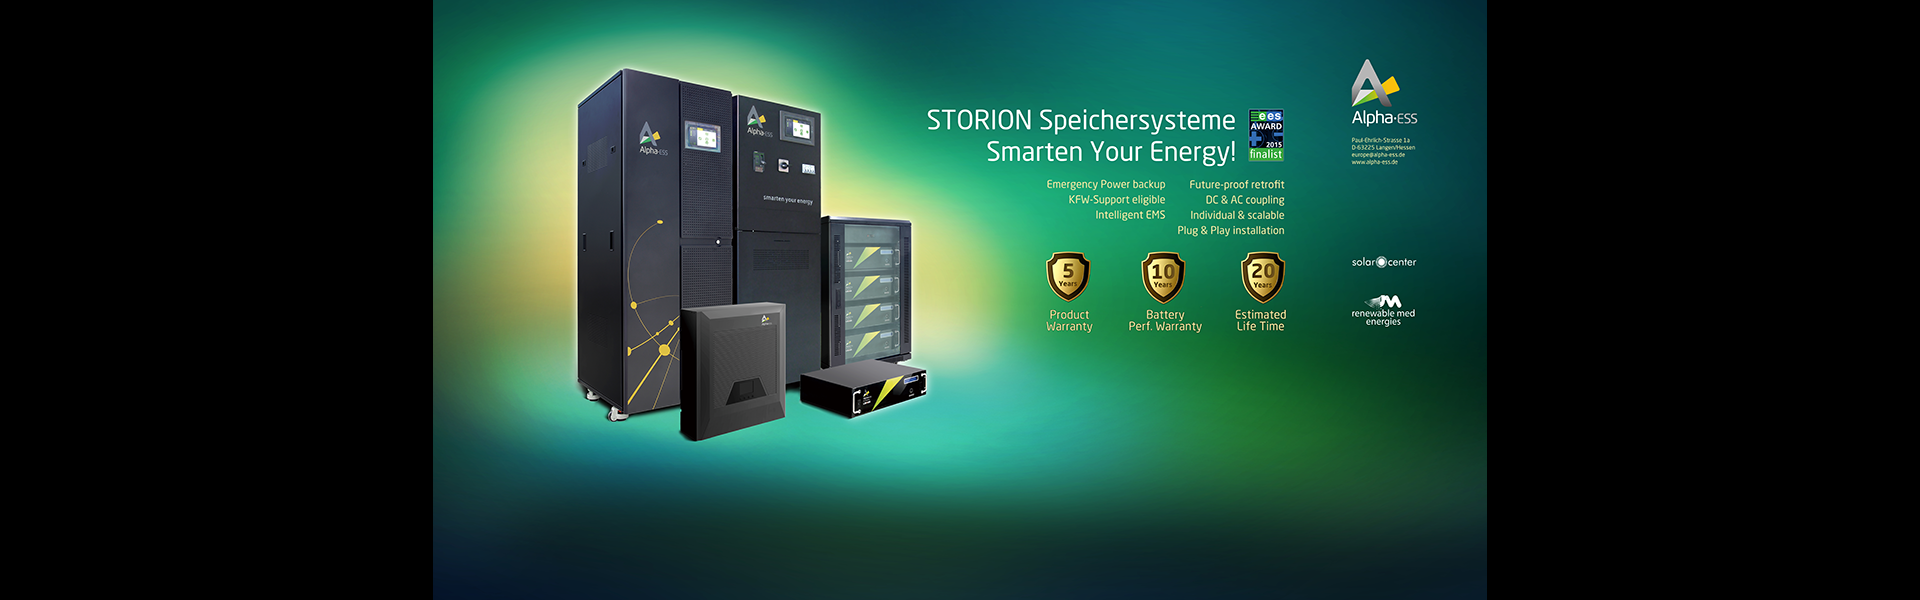 Alpha·ESS
Alpha·ESS
smarten your energy
STORION Speichersysteme
Smarten Your Energy!
ees
AWARD
2015
finalist
Emergency Power backup
KFW-Support eligible
Intelligent EMS
Future-proof retrofit
DC & AC coupling
Individual & scalable
Plug & Play installation
5
Years
Product
Warranty
10
Years
Battery
Perf. Warranty
20
Years
Estimated
Life Time
Alpha·ESS
Paul-Ehrlich-Strasse 1a
D-63225 Langen/Hessen
europe@alpha-ess.de
www.alpha-ess.de
solar center
renewable med
energies